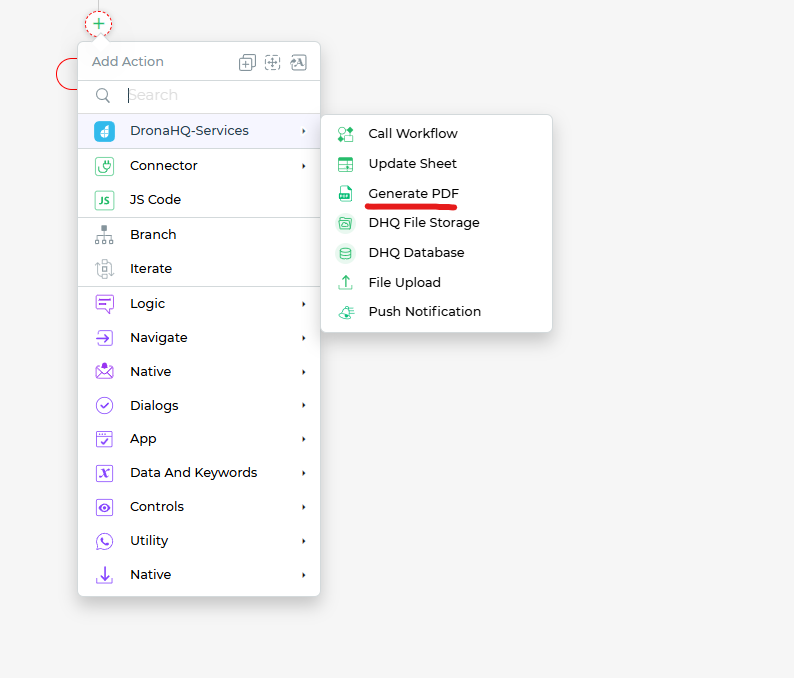 Add Action
Search
DronaHQ-Services
Connector
JS Code
Branch
Iterate
Logic
Navigate
Native
Dialogs
App
Data And Keywords
Controls
Utility
Native
Call Workflow
Update Sheet
Generate PDF
DHQ File Storage
DHQ Database
File Upload
Push Notification